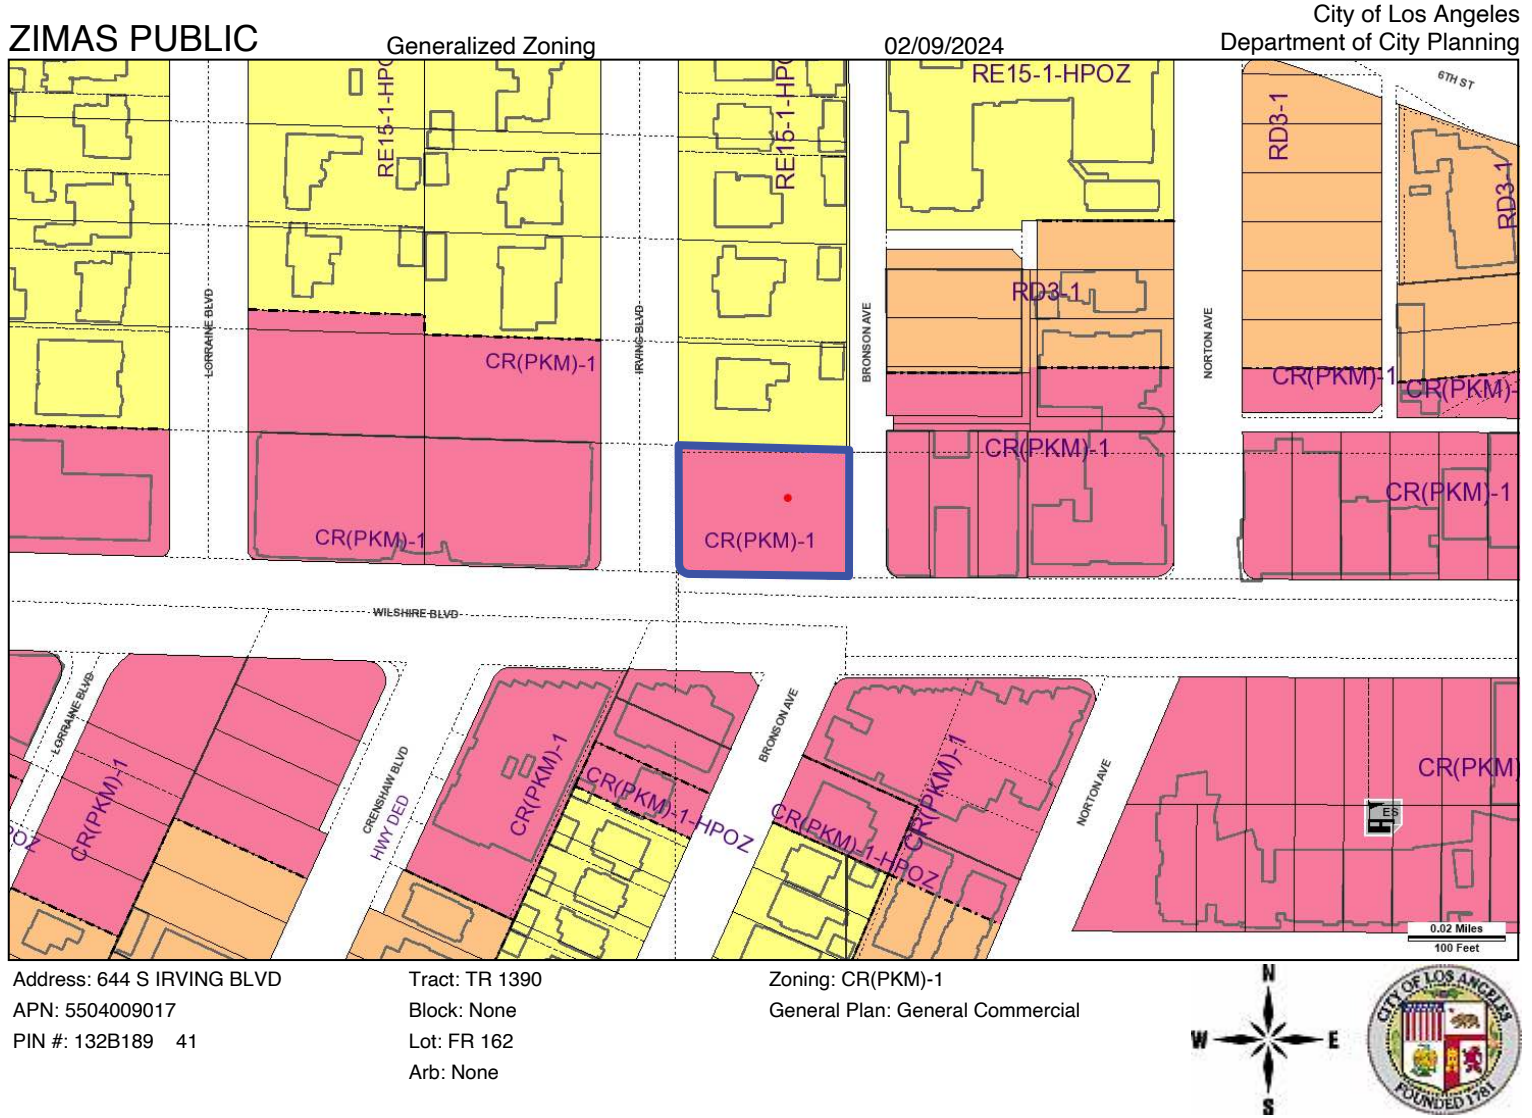 ZIMAS PUBLIC
Generalized Zoning
02/09/2024
City of Los Angeles
Department of City Planning
RE15-1-HPO
RE15-1-HPO
RE15-1-HPOZ
RD3-1
6TH ST
RD3-1
RD3-1
LORRAINE BLVD
IRVING BLVD
BRONSON AVE
NORTON AVE
CR(PKM)-1
CR(PKM)-1
CR(PKM)-
CR(PKM)-1
CR(PKM)-1
CR(PKM)-1
CR(PKM)-1
WILSHIRE BLVD
LORRAINE BLVD
CRENSHAW BLVD
HWY DED
BRONSON AVE
NORTON AVE
CR(PKM)-1
CR(PKM)-1
CR(PKM)-1-HPOZ
CR(PKM)-1-HPOZ
CR(PKM)-1
CR(PKM)
POZ
ES
0.02 Miles
100 Feet
Address: 644 S IRVING BLVD
APN: 5504009017
PIN #: 132B189 41
Tract: TR 1390
Block: None
Lot: FR 162
Arb: None
Zoning: CR(PKM)-1
General Plan: General Commercial
N
W
E
S
CITY OF LOS ANGELES
FOUNDED 1781